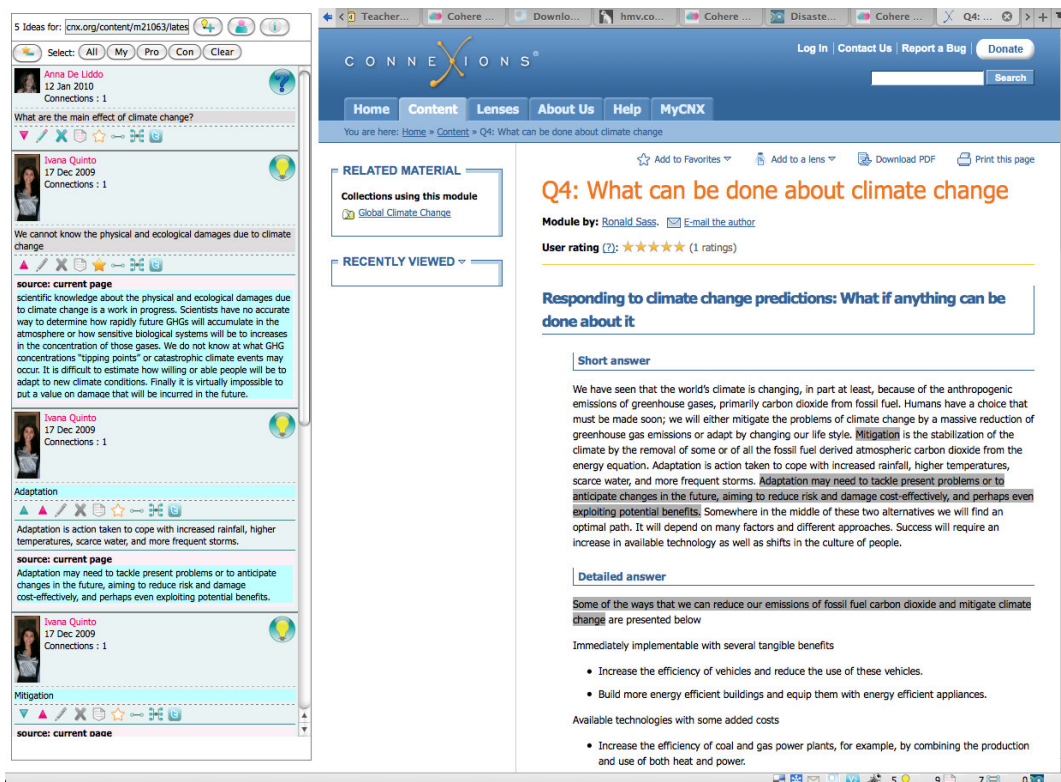 5 Ideas for: cnx.org/content/m21063/lates
Select: All My Pro Con Clear
Anna De Liddo
12 Jan 2010
Connections : 1
What are the main effect of climate change?
Ivana Quinto
17 Dec 2009
Connections : 1
We cannot know the physical and ecological damages due to climate
change
source: current page
scientific knowledge about the physical and ecological damages due
to climate change is a work in progress. Scientists have no accurate
way to determine how rapidly future GHGs will accumulate in the
atmosphere or how sensitive biological systems will be to increases
in the concentration of those gases. We do not know at what GHG
concentrations "tipping points" or catastrophic climate events may
occur. It is difficult to estimate how willing or able people will be to
adapt to new climate conditions. Finally it is virtually impossible to
put a value on damage that will be incurred in the future.
Ivana Quinto
17 Dec 2009
Connections : 1
Adaptation
Adaptation is action taken to cope with increased rainfall, higher
temperatures, scarce water, and more frequent storms.
source: current page
Adaptation may need to tackle present problems or to anticipate
changes in the future, aiming to reduce risk and damage
cost-effectively, and perhaps even exploiting potential benefits.
Ivana Quinto
17 Dec 2009
Connections : 1
Mitigation
source: current page
Teacher... Cohere ... Downlo... hmv.co... Cohere ... Disaste... Cohere ... Q4: ...
CONNEXIONS®
Log In | Contact Us | Report a Bug | Donate
Search
Home Content Lenses About Us Help MyCNX
You are here: Home » Content » Q4: What can be done about climate change
RELATED MATERIAL
Collections using this module
Global Climate Change
RECENTLY VIEWED
Add to Favorites Add to a lens Download PDF Print this page
Q4: What can be done about climate change
Module by: Ronald Sass. E-mail the author
User rating (?): (1 ratings)
Responding to climate change predictions: What if anything can be
done about it
Short answer
We have seen that the world's climate is changing, in part at least, because of the anthropogenic
emissions of greenhouse gases, primarily carbon dioxide from fossil fuel. Humans have a choice that
must be made soon; we will either mitigate the problems of climate change by a massive reduction of
greenhouse gas emissions or adapt by changing our life style. Mitigation is the stabilization of the
climate by the removal of some or of all the fossil fuel derived atmospheric carbon dioxide from the
energy equation. Adaptation is action taken to cope with increased rainfall, higher temperatures,
scarce water, and more frequent storms. Adaptation may need to tackle present problems or to
anticipate changes in the future, aiming to reduce risk and damage cost-effectively, and perhaps even
exploiting potential benefits. Somewhere in the middle of these two alternatives we will find an
optimal path. It will depend on many factors and different approaches. Success will require an
increase in available technology as well as shifts in the culture of people.
Detailed answer
Some of the ways that we can reduce our emissions of fossil fuel carbon dioxide and mitigate climate
change are presented below
Immediately implementable with several tangible benefits
• Increase the efficiency of vehicles and reduce the use of these vehicles.
• Build more energy efficient buildings and equip them with energy efficient appliances.
Available technologies with some added costs
• Increase the efficiency of coal and gas power plants, for example, by combining the production
and use of both heat and power.
5 9 7 0